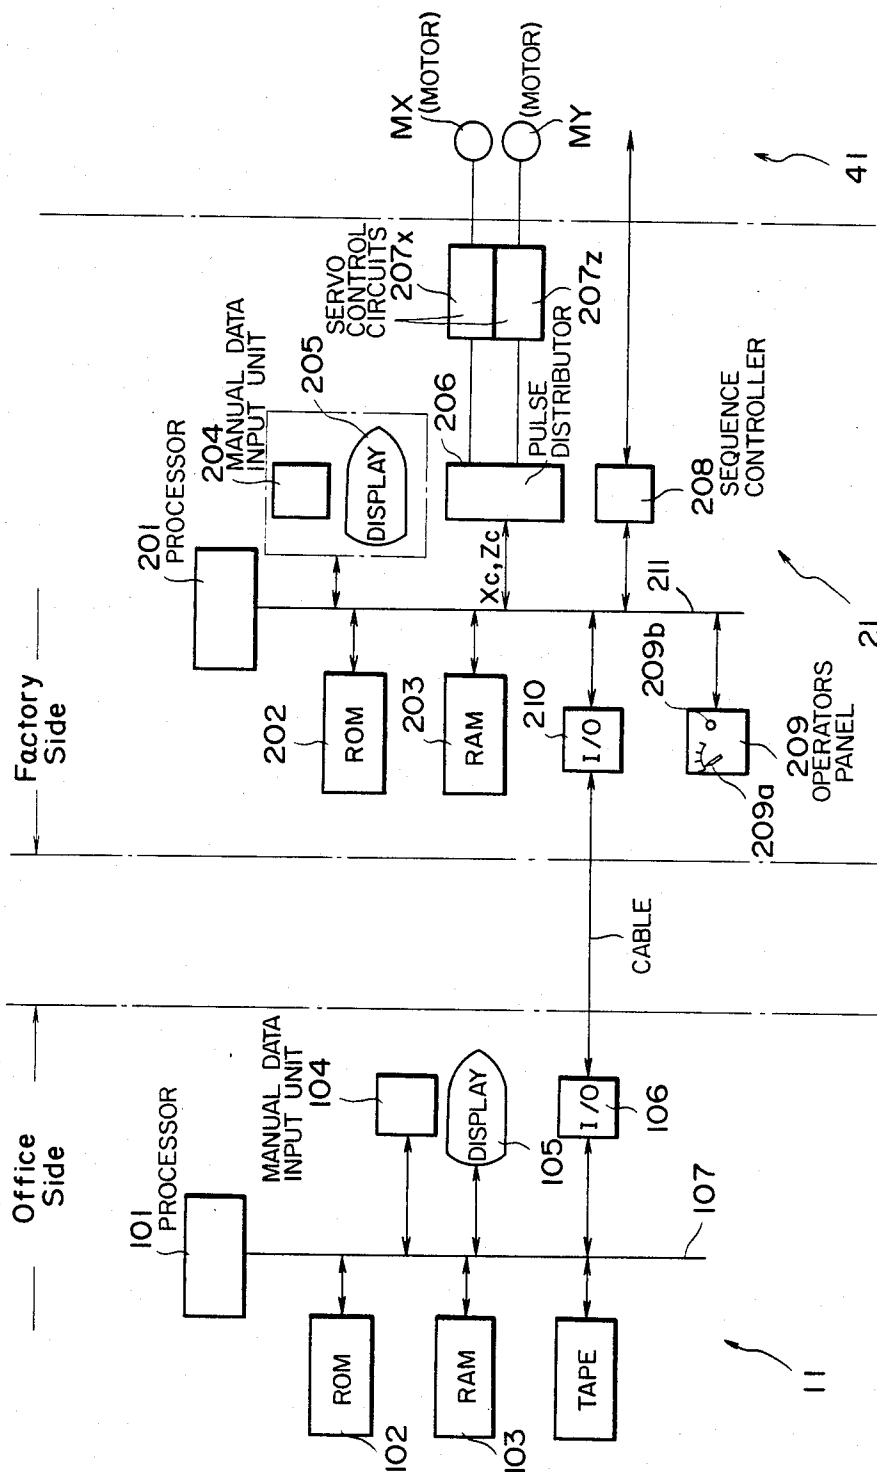 Office
Side
Factory
Side
101
PROCESSOR
ROM
102
RAM
103
TAPE
MANUAL DATA
INPUT UNIT
104
DISPLAY
105
I/O
106
107
11
CABLE
201
PROCESSOR
ROM
202
RAM
203
204
MANUAL DATA
INPUT UNIT
DISPLAY
205
206
PULSE
DISTRIBUTOR
Xc, Zc
SERVO
CONTROL
CIRCUITS
207x
207z
208
SEQUENCE
CONTROLLER
I/O
210
209b
209a
209
OPERATORS
PANEL
211
21
MX
(MOTOR)
(MOTOR)
MY
41